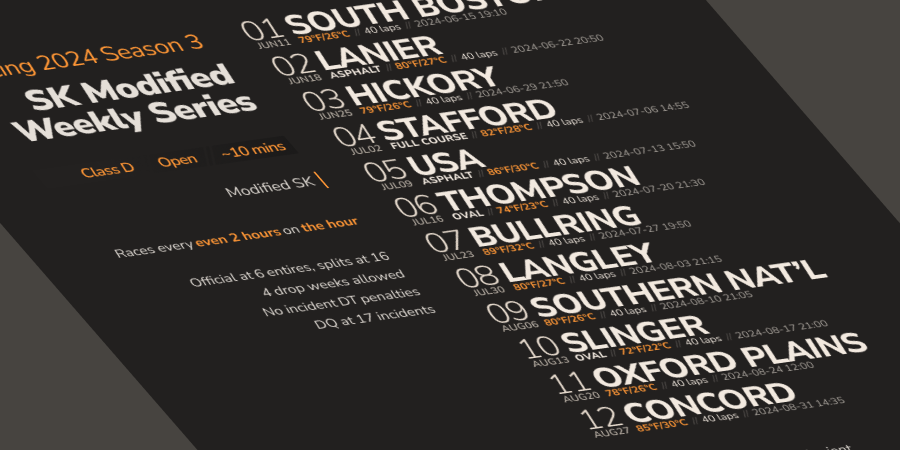 ing 2024 Season 3
SK Modified
Weekly Series
Class D Open ~10 mins
Modified SK
Races every even 2 hours on the hour
Official at 6 entires, splits at 16
4 drop weeks allowed
No incident DT penalties
DQ at 17 incidents
01 SOUTH BOSTO
JUN11 79°F/26°C // 40 laps // 2024-06-15 19:10
02 LANIER
JUN18 ASPHALT // 80°F/27°C // 40 laps // 2024-06-22 20:50
03 HICKORY
JUN25 79°F/26°C // 40 laps // 2024-06-29 21:50
04 STAFFORD
JUL02 FULL COURSE // 82°F/28°C // 40 laps // 2024-07-06 14:55
05 USA
JUL09 ASPHALT // 86°F/30°C // 40 laps // 2024-07-13 15:50
06 THOMPSON
JUL16 OVAL // 74°F/23°C // 40 laps // 2024-07-20 21:30
07 BULLRING
JUL23 89°F/32°C // 40 laps // 2024-07-27 19:50
08 LANGLEY
JUL30 80°F/27°C // 40 laps // 2024-08-03 21:15
09 SOUTHERN NAT'L
AUG06 80°F/26°C // 40 laps // 2024-08-10 21:05
10 SLINGER
AUG13 OVAL // 72°F/22°C // 40 laps // 2024-08-17 21:00
11 OXFORD PLAINS
AUG20 78°F/26°C // 40 laps // 2024-08-24 12:00
12 CONCORD
AUG27 85°F/30°C // 40 laps // 2024-08-31 14:35